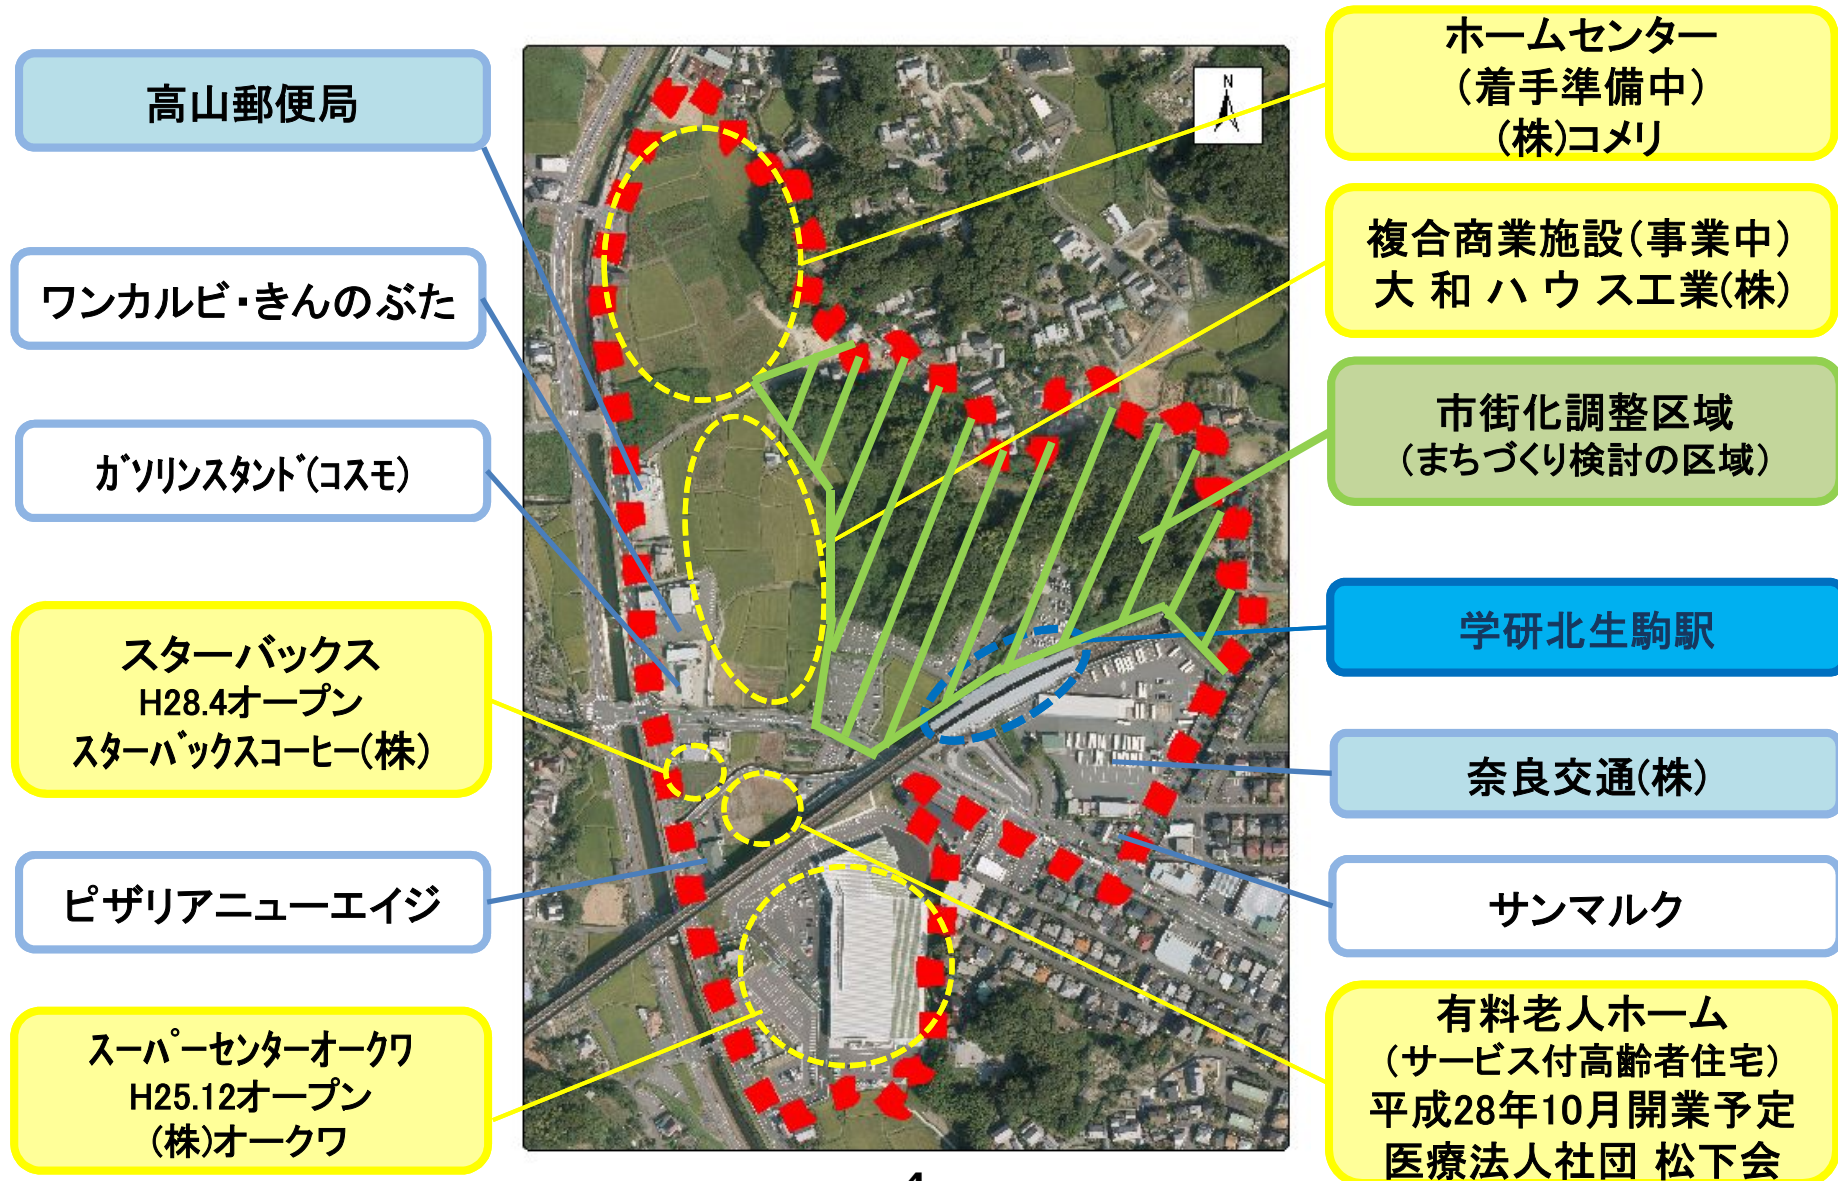 高山郵便局
ワンカルビ・きんのぶた
ｶﾞｿﾘﾝｽﾀﾝﾄﾞ(コスモ)
スターバックス
H28.4オープン
ｽﾀｰﾊﾞｯｸｽｺｰﾋｰ(株)
ピザリアニューエイジ
ｽｰﾊﾟｰｾﾝﾀｰｵｰｸﾜ
H25.12オープン
(株)オークワ
N
ホームセンター
(着手準備中)
(株)コメリ
複合商業施設(事業中)
大和ハウス工業(株)
市街化調整区域
(まちづくり検討の区域)
学研北生駒駅
奈良交通(株)
サンマルク
有料老人ホーム
(サービス付高齢者住宅)
平成28年10月開業予定
医療法人社団 松下会